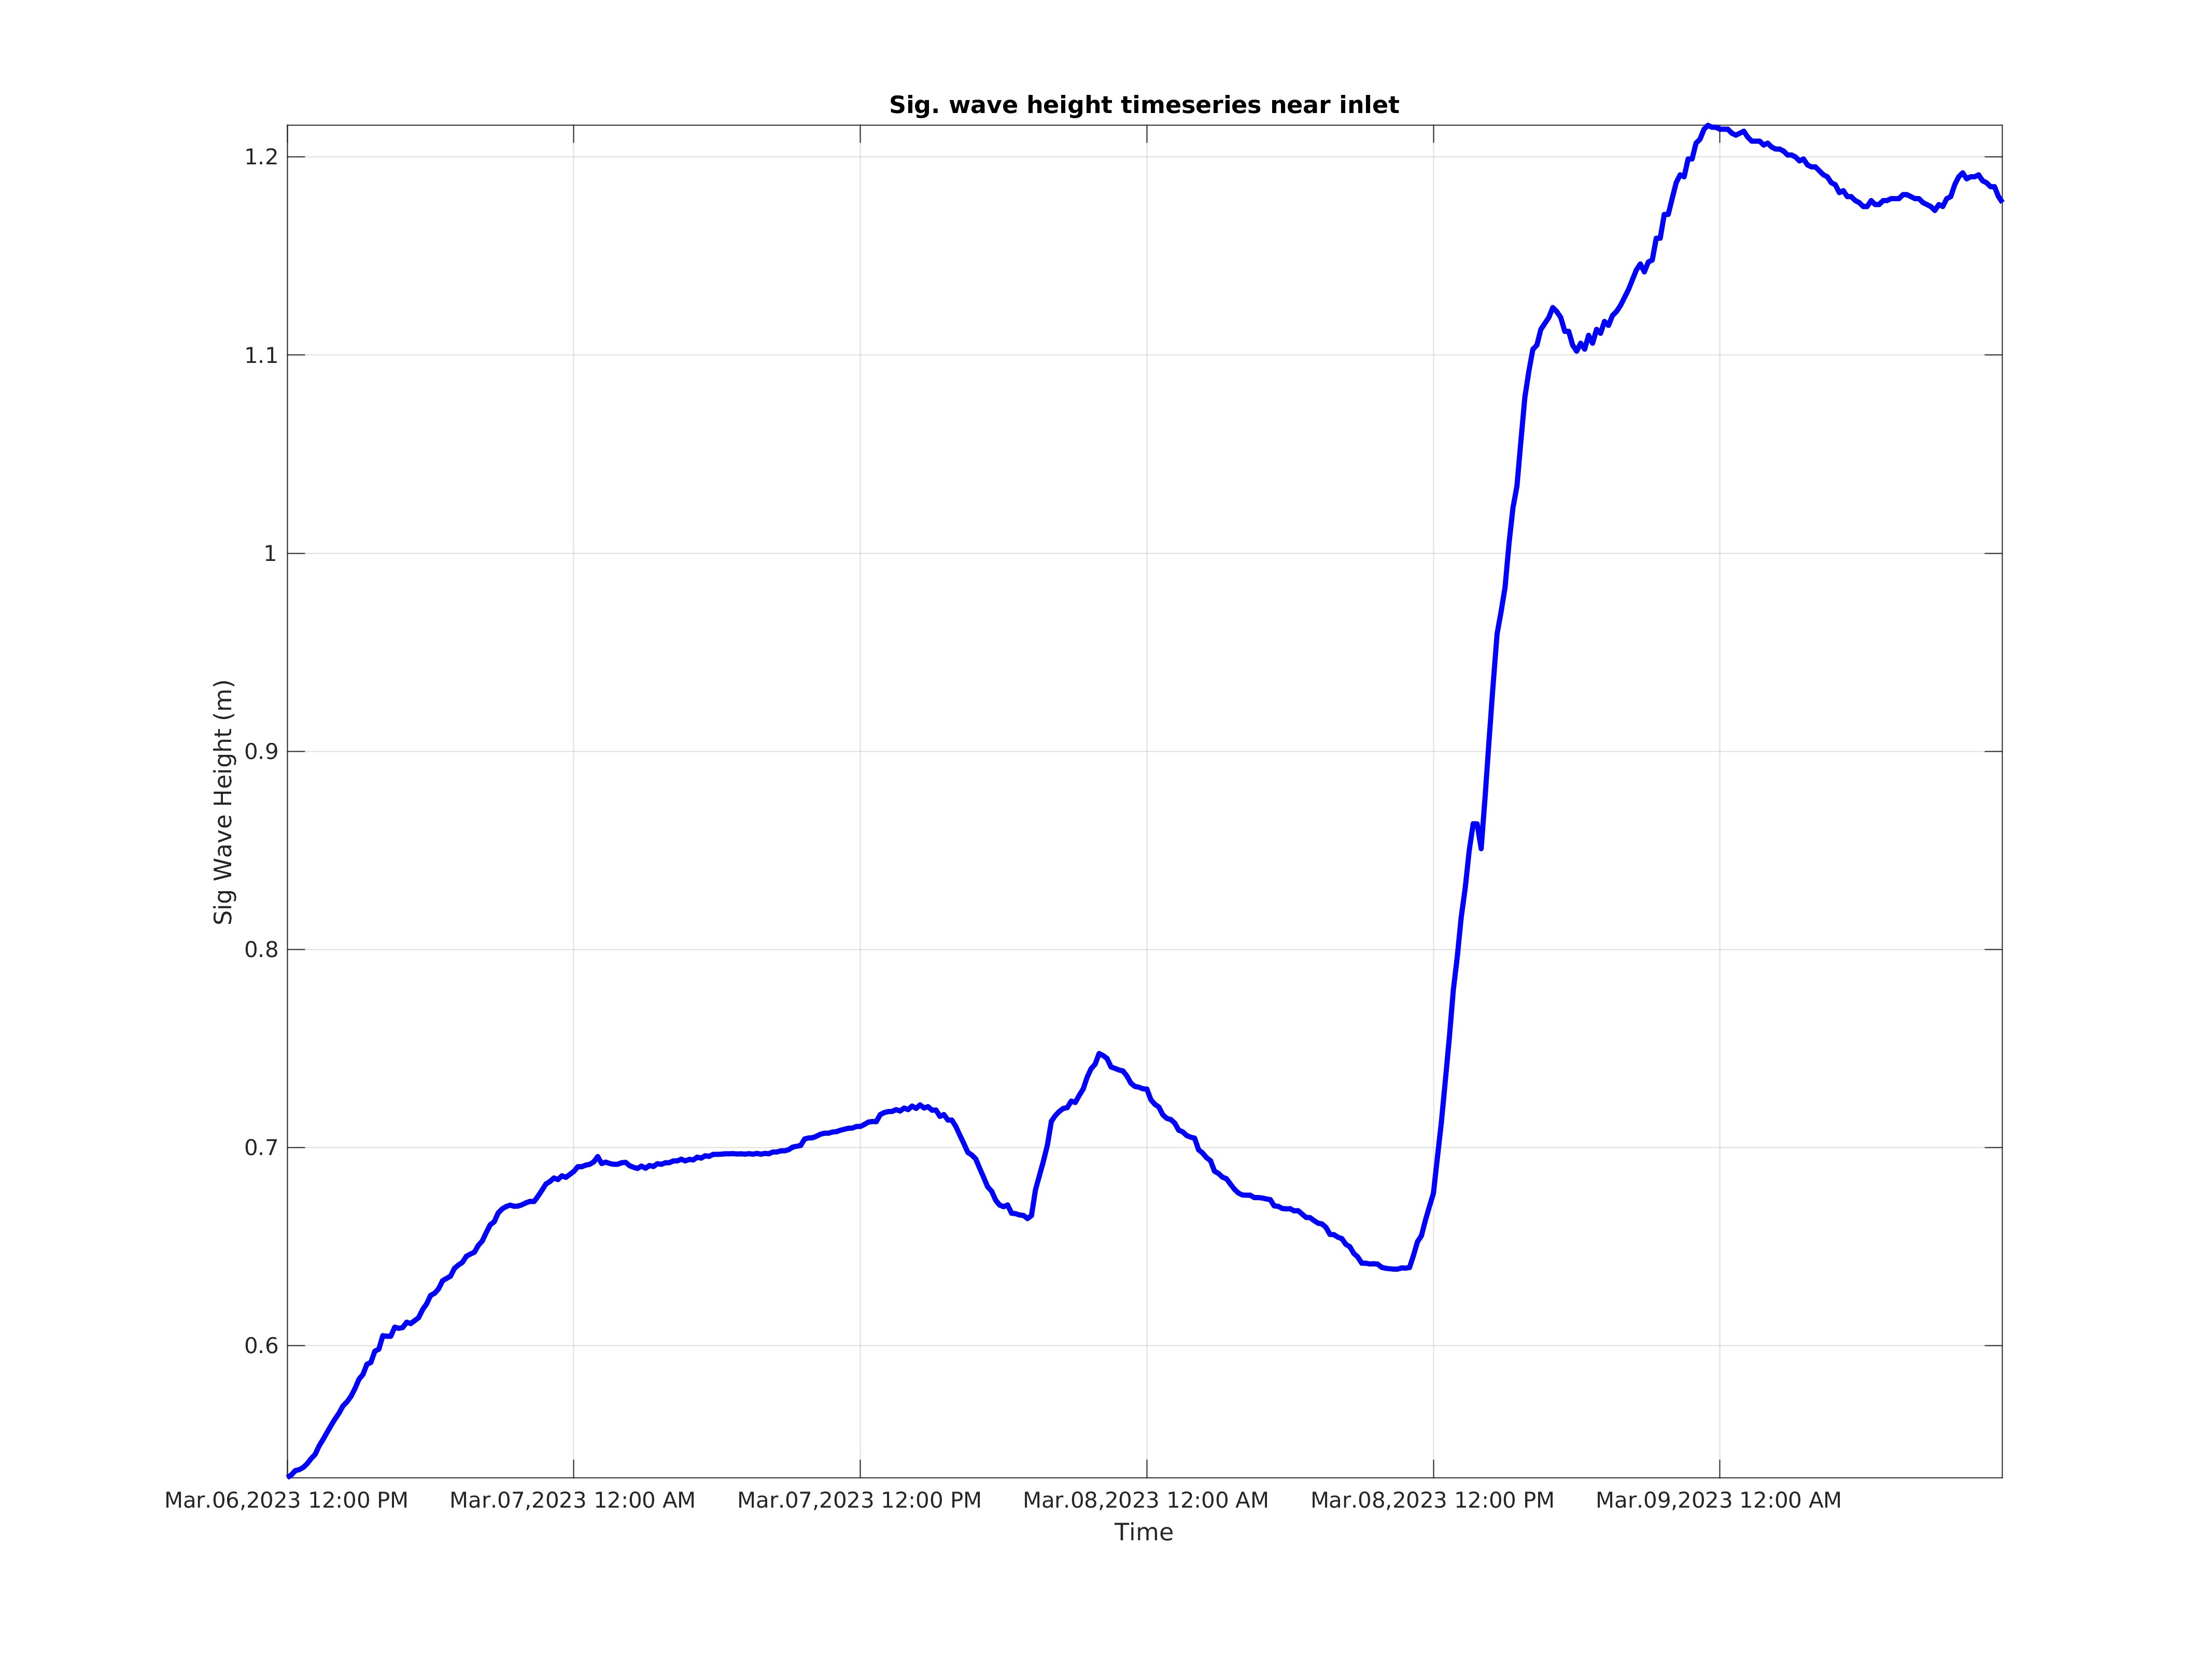 Sig. wave height timeseries near inlet
1.2
1.1
1
0.9
0.8
0.7
0.6
Sig Wave Height (m)
Mar.06,2023 12:00 PM Mar.07,2023 12:00 AM Mar.07,2023 12:00 PM Mar.08,2023 12:00 AM Mar.08,2023 12:00 PM Mar.09,2023 12:00 AM
Time